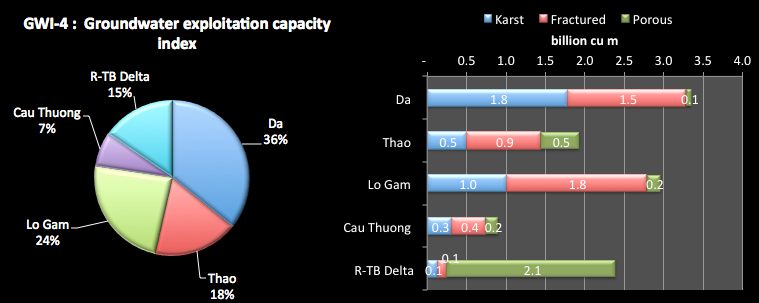 GWI-4 : Groundwater exploitation capacity
index
R-TB Delta
15%
Cau Thuong
7%
Da
36%
Lo Gam
24%
Thao
18%
Karst Fractured Porous
billion cu m
- 0.5 1.0 1.5 2.0 2.5 3.0 3.5 4.0
Da 1.8 1.5 0.1
Thao 0.5 0.9 0.5
Lo Gam 1.0 1.8 0.2
Cau Thuong 0.3 0.4 0.2
R-TB Delta 0.1 0.1 2.1